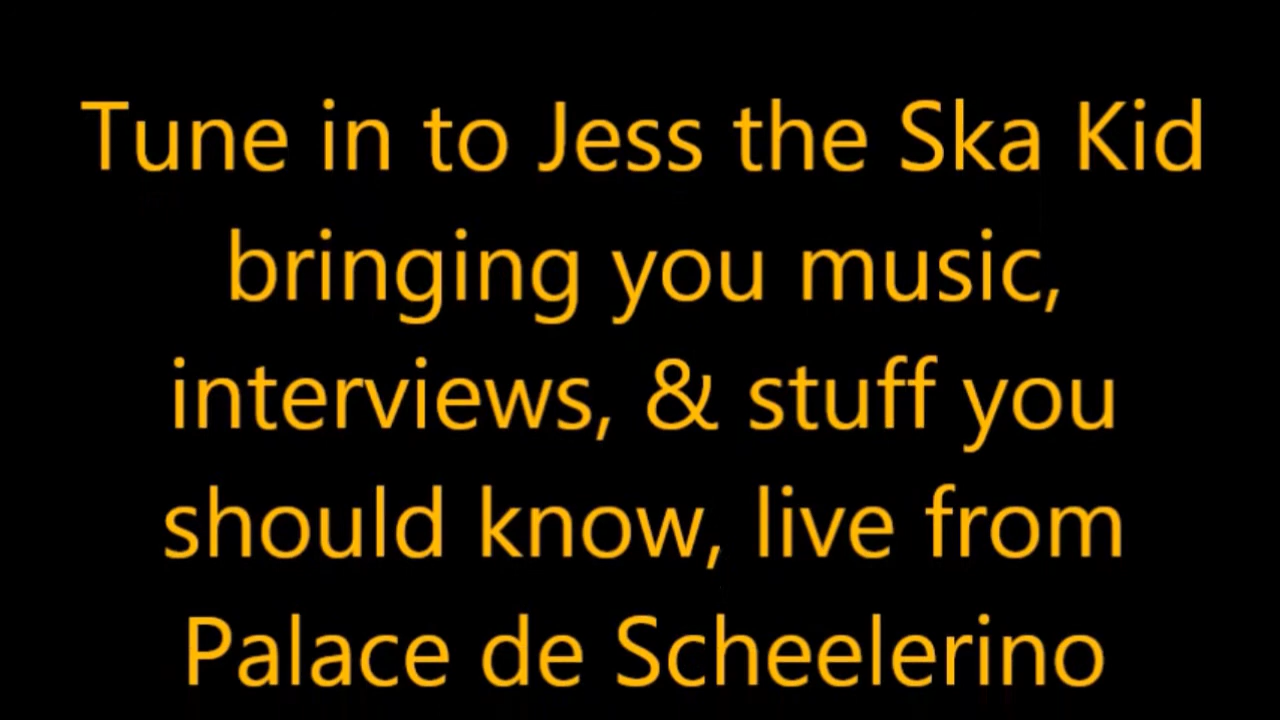 Tune in to Jess the Ska Kid
bringing you music,
interviews, & stuff you
should know, live from
Palace de Scheelerino